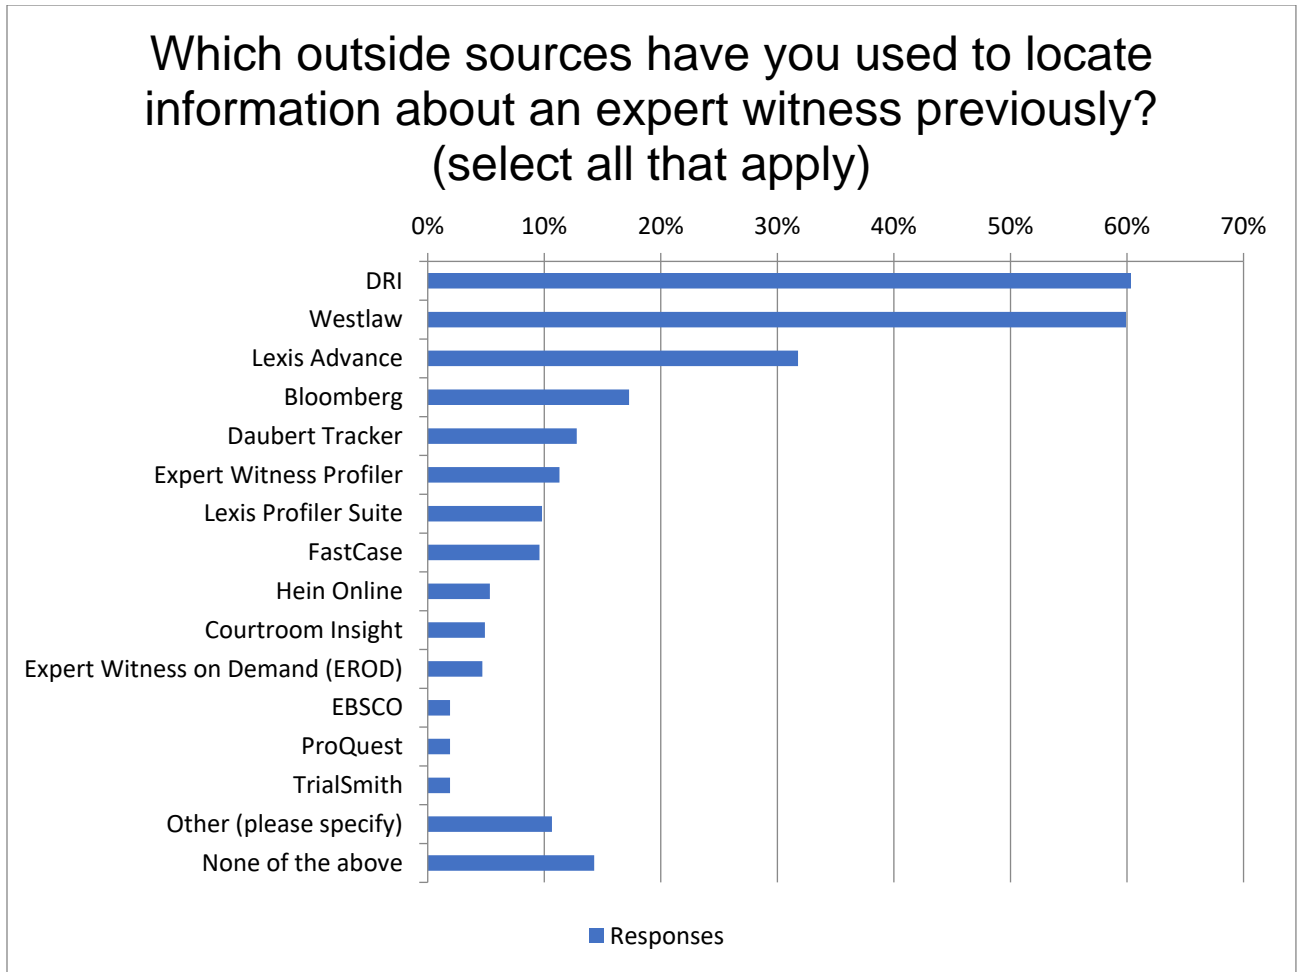 Which outside sources have you used to locate
information about an expert witness previously?
(select all that apply)
0% 10% 20% 30% 40% 50% 60% 70%
DRI
Westlaw
Lexis Advance
Bloomberg
Daubert Tracker
Expert Witness Profiler
Lexis Profiler Suite
FastCase
Hein Online
Courtroom Insight
Expert Witness on Demand (EROD)
EBSCO
ProQuest
TrialSmith
Other (please specify)
None of the above
Responses